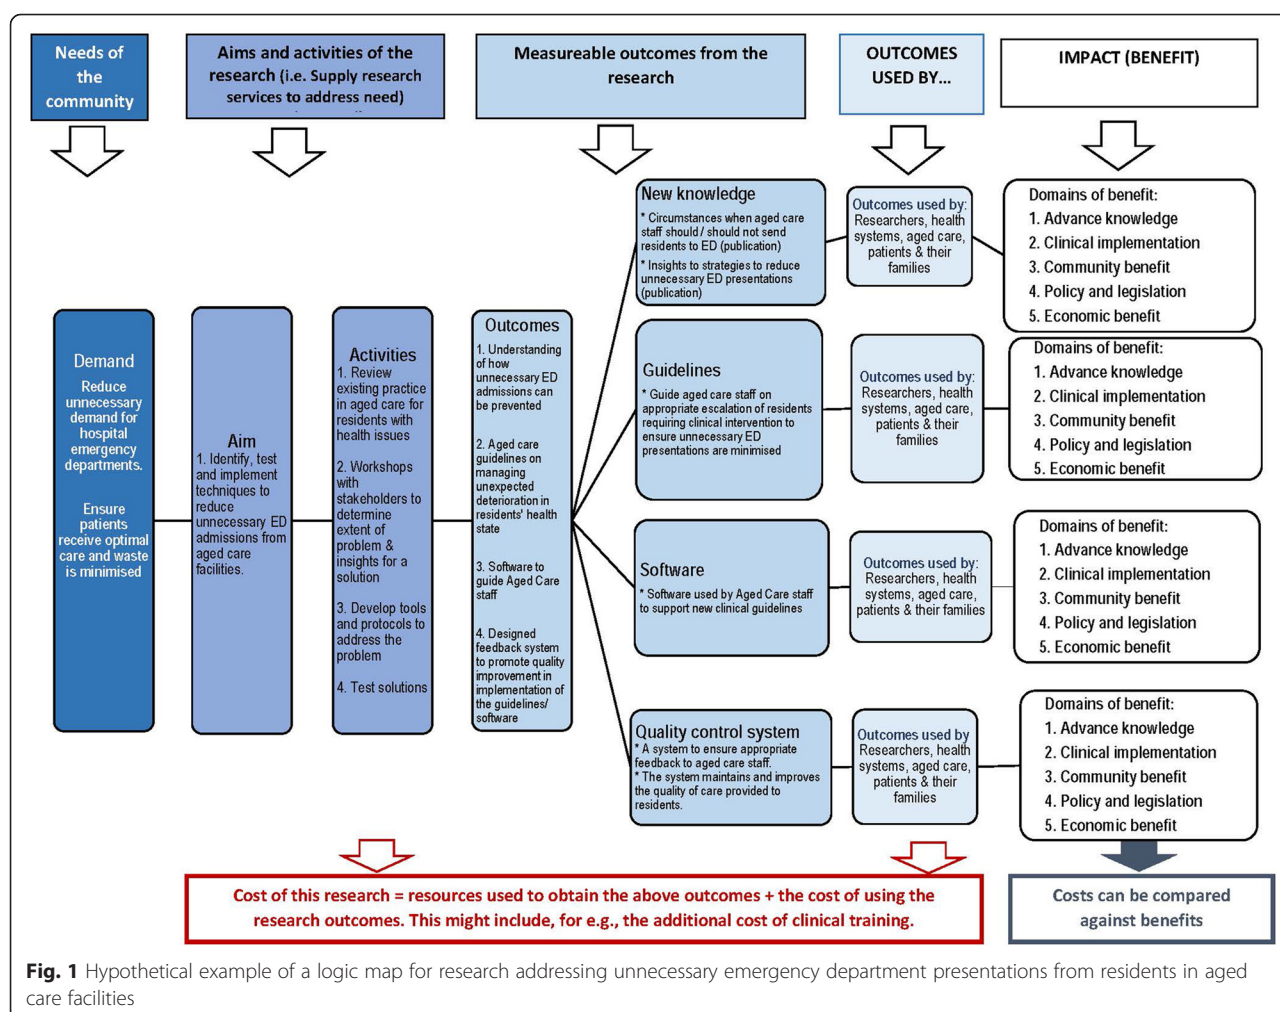 Needs of
the
community
Aims and activities of the
research (i.e. Supply research
services to address need)
Measureable outcomes from the
research
OUTCOMES
USED BY...
IMPACT (BENEFIT)
Demand
Reduce
unnecessary
demand for
hospital
emergency
departments.
Ensure
patients
receive optimal
care and waste
is minimised
Aim
1. Identify, test
and implement
techniques to
reduce
unnecessary ED
admissions from
aged care
facilities.
Activities
1. Review
existing practice
in aged care for
residents with
health issues
2. Workshops
with
stakeholders to
determine
extent of
problem &
insights for a
solution
3. Develop tools
and protocols to
address the
problem
4. Test solutions
Outcomes
1. Understanding
of how
unnecessary ED
admissions can
be prevented
2. Aged care
guidelines on
managing
unexpected
deterioration in
residents' health
state
3. Software to
guide Aged Care
staff
4. Designed
feedback system
to promote quality
improvement in
implementation of
the guidelines/
software
New knowledge
* Circumstances when aged care
staff should / should not send
residents to ED (publication)
* Insights to strategies to reduce
unnecessary ED presentations
(publication)
Outcomes used by:
Researchers, health
systems, aged care,
patients & their
families
Domains of benefit:
1. Advance knowledge
2. Clinical implementation
3. Community benefit
4. Policy and legislation
5. Economic benefit
Guidelines
* Guide aged care staff on
appropriate escalation of residents
requiring clinical intervention to
ensure unnecessary ED
presentations are minimised
Outcomes used by:
Researchers, health
systems, aged care,
patients & their
families
Domains of benefit:
1. Advance knowledge
2. Clinical implementation
3. Community benefit
4. Policy and legislation
5. Economic benefit
Software
* Software used by Aged Care staff
to support new clinical guidelines
Outcomes used by:
Researchers, health
systems, aged care,
patients & their families
Domains of benefit:
1. Advance knowledge
2. Clinical implementation
3. Community benefit
4. Policy and legislation
5. Economic benefit
Quality control system
* A system to ensure appropriate
feedback to aged care staff.
* The system maintains and improves
the quality of care provided to
residents.
Outcomes used by
Researchers, health
systems, aged care,
patients & their
families
Domains of benefit:
1. Advance knowledge
2. Clinical implementation
3. Community benefit
4. Policy and legislation
5. Economic benefit
Cost of this research = resources used to obtain the above outcomes + the cost of using the
research outcomes. This might include, for e.g., the additional cost of clinical training.
Costs can be compared
against benefits
Fig. 1 Hypothetical example of a logic map for research addressing unnecessary emergency department presentations from residents in aged
care facilities